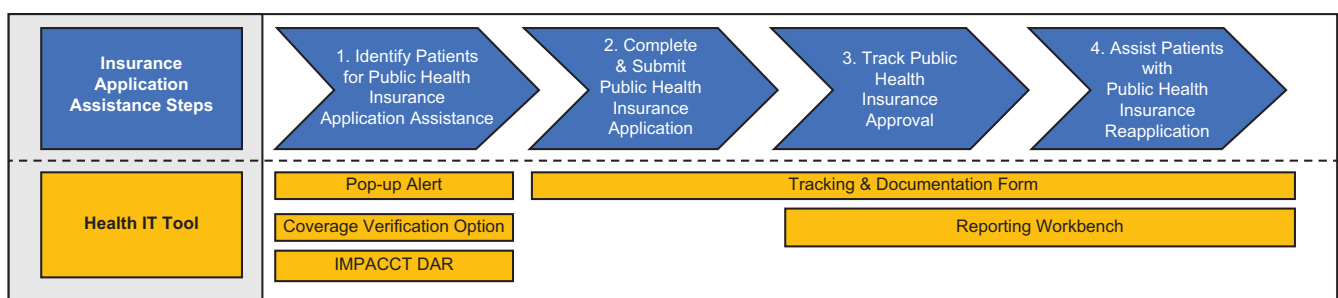 Insurance
Application
Assistance Steps
1. Identify Patients
for Public Health
Insurance
Application Assistance
2. Complete
& Submit
Public Health
Insurance
Application
3. Track Public
Health
Insurance
Approval
4. Assist Patients
with
Public Health
Insurance
Reapplication
Health IT Tool
Pop-up Alert
Tracking & Documentation Form
Coverage Verification Option
Reporting Workbench
IMPACCT DAR